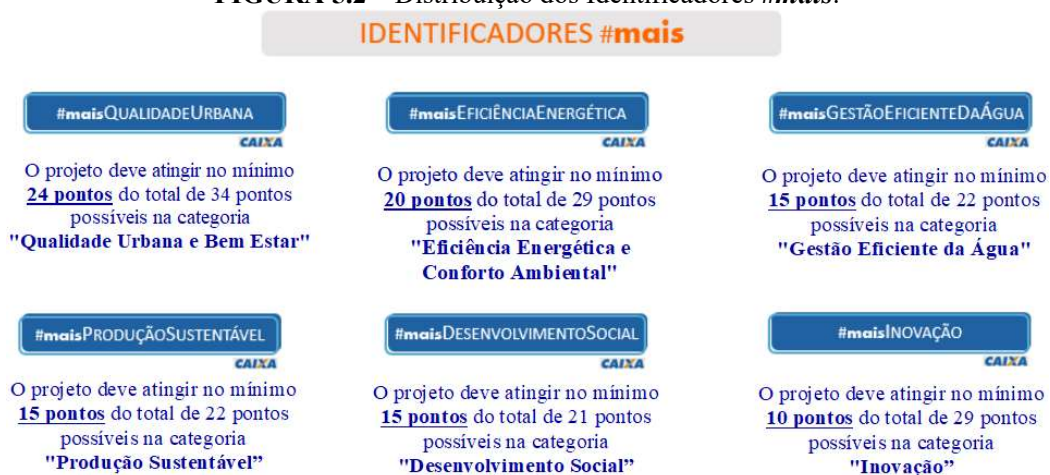 FIGURA 5.2 – Distribuição dos Identificadores #mais.
IDENTIFICADORES #mais
#maisQUALIDADEURBANA
CAIXA
O projeto deve atingir no mínimo
24 pontos do total de 34 pontos
possíveis na categoria
"Qualidade Urbana e Bem Estar"
#maisEFICIÊNCIAENERGÉTICA
CAIXA
O projeto deve atingir no mínimo
20 pontos do total de 29 pontos
possíveis na categoria
"Eficiência Energética e
Conforto Ambiental"
#maisGESTÃOEFICIENTEDAÁGUA
CAIXA
O projeto deve atingir no mínimo
15 pontos do total de 22 pontos
possíveis na categoria
"Gestão Eficiente da Água"
#maisPRODUÇÃOSUSTENTÁVEL
CAIXA
O projeto deve atingir no mínimo
15 pontos do total de 22 pontos
possíveis na categoria
"Produção Sustentável”
#maisDESENVOLVIMENTOSOCIAL
CAIXA
O projeto deve atingir no mínimo
15 pontos do total de 21 pontos
possíveis na categoria
"Desenvolvimento Social”
#maisINOVAÇÃO
CAIXA
O projeto deve atingir no mínimo
10 pontos do total de 29 pontos
possíveis na categoria
"Inovação”